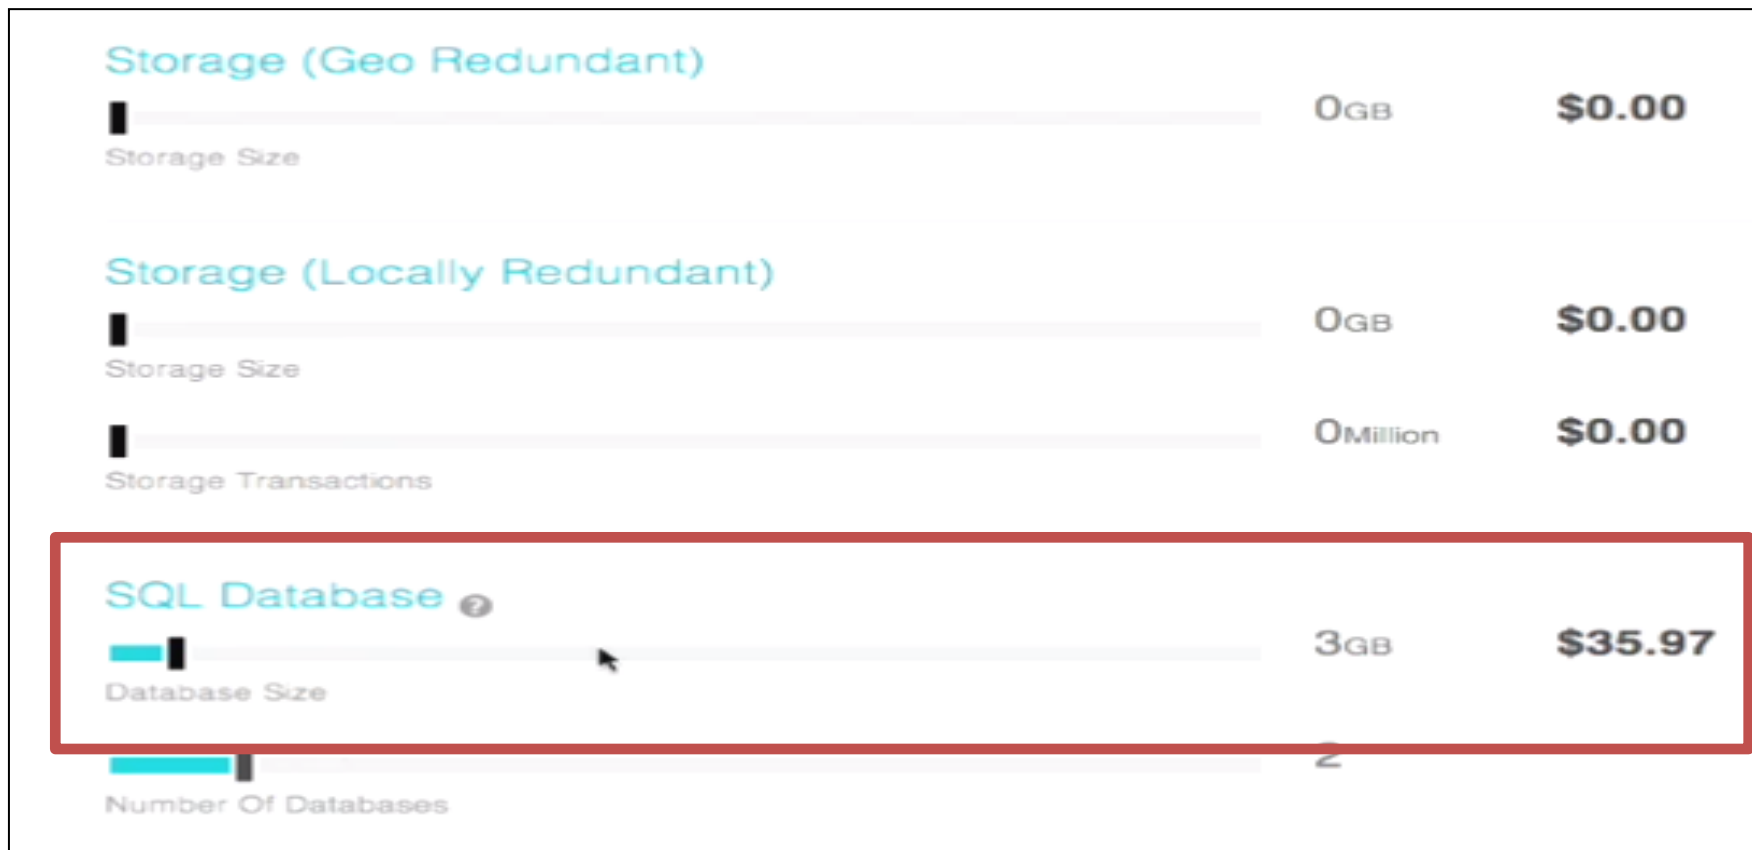 Storage (Geo Redundant)
0GB $0.00
Storage Size
Storage (Locally Redundant)
0GB $0.00
Storage Size
0Million $0.00
Storage Transactions
SQL Database ?
3GB $35.97
Database Size
2
Number Of Databases